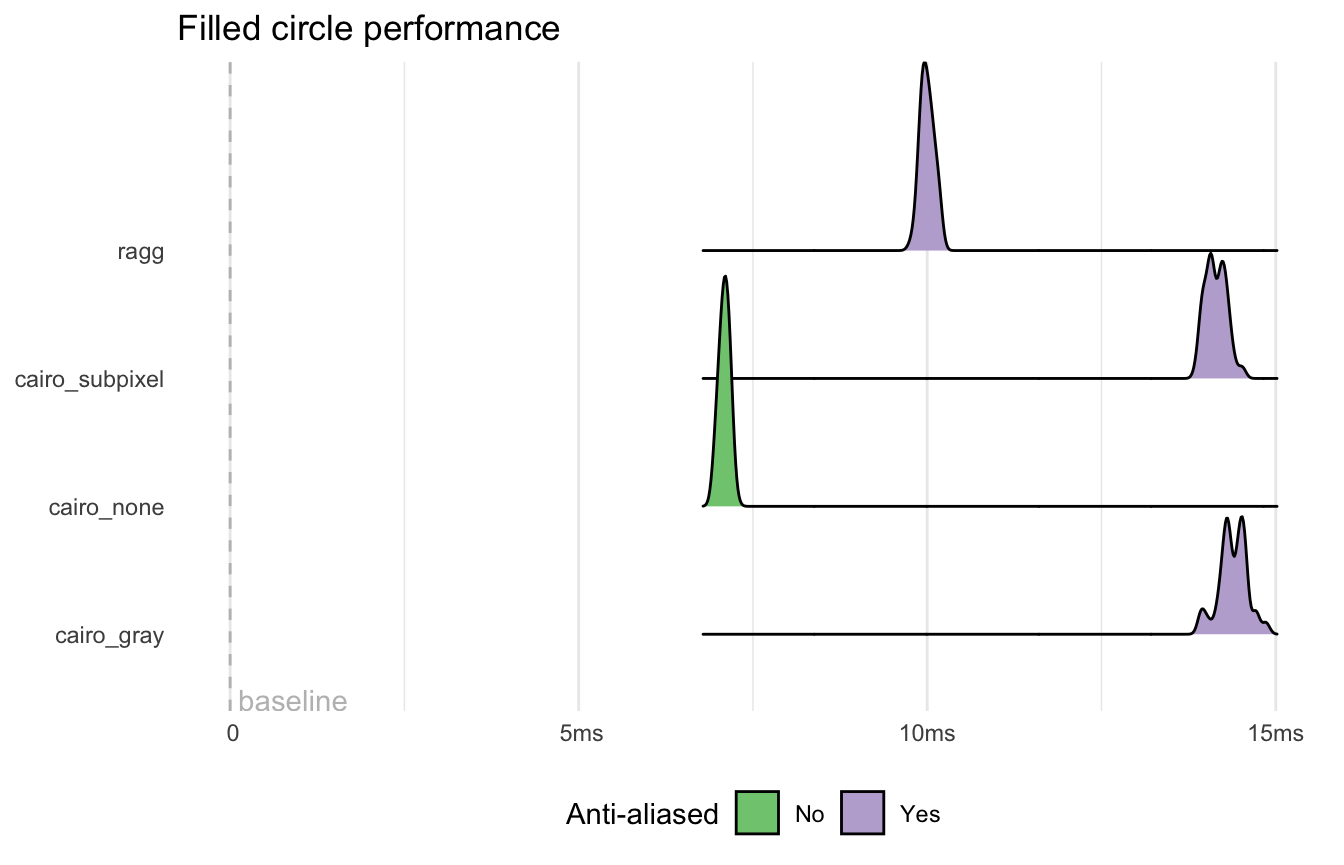 Filled circle performance
ragg
cairo_subpixel
cairo_none
cairo_gray
baseline
0 5ms 10ms 15ms
Anti-aliased No Yes